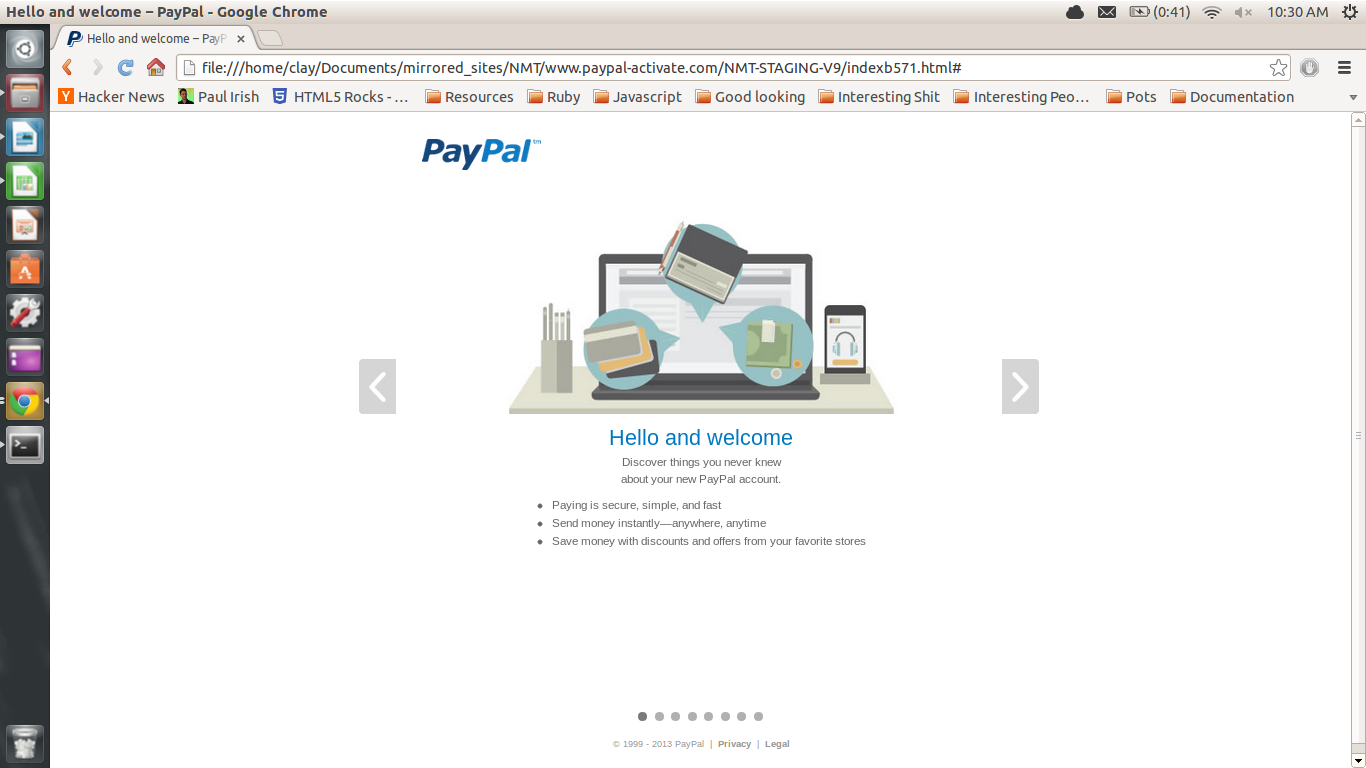 Hello and welcome – PayPal - Google Chrome
(0:41)
10:30 AM
Hello and welcome – PayP
file:///home/clay/Documents/mirrored_sites/NMT/www.paypal-activate.com/NMT-STAGING-V9/indexb571.html#
Hacker News
Paul Irish
HTML5 Rocks - ...
Resources
Ruby
Javascript
Good looking
Interesting Shit
Interesting Peo...
Pots
Documentation
PayPal™
Hello and welcome
Discover things you never knew
about your new PayPal account.
• Paying is secure, simple, and fast
• Send money instantly—anywhere, anytime
• Save money with discounts and offers from your favorite stores
© 1999 - 2013 PayPal | Privacy | Legal